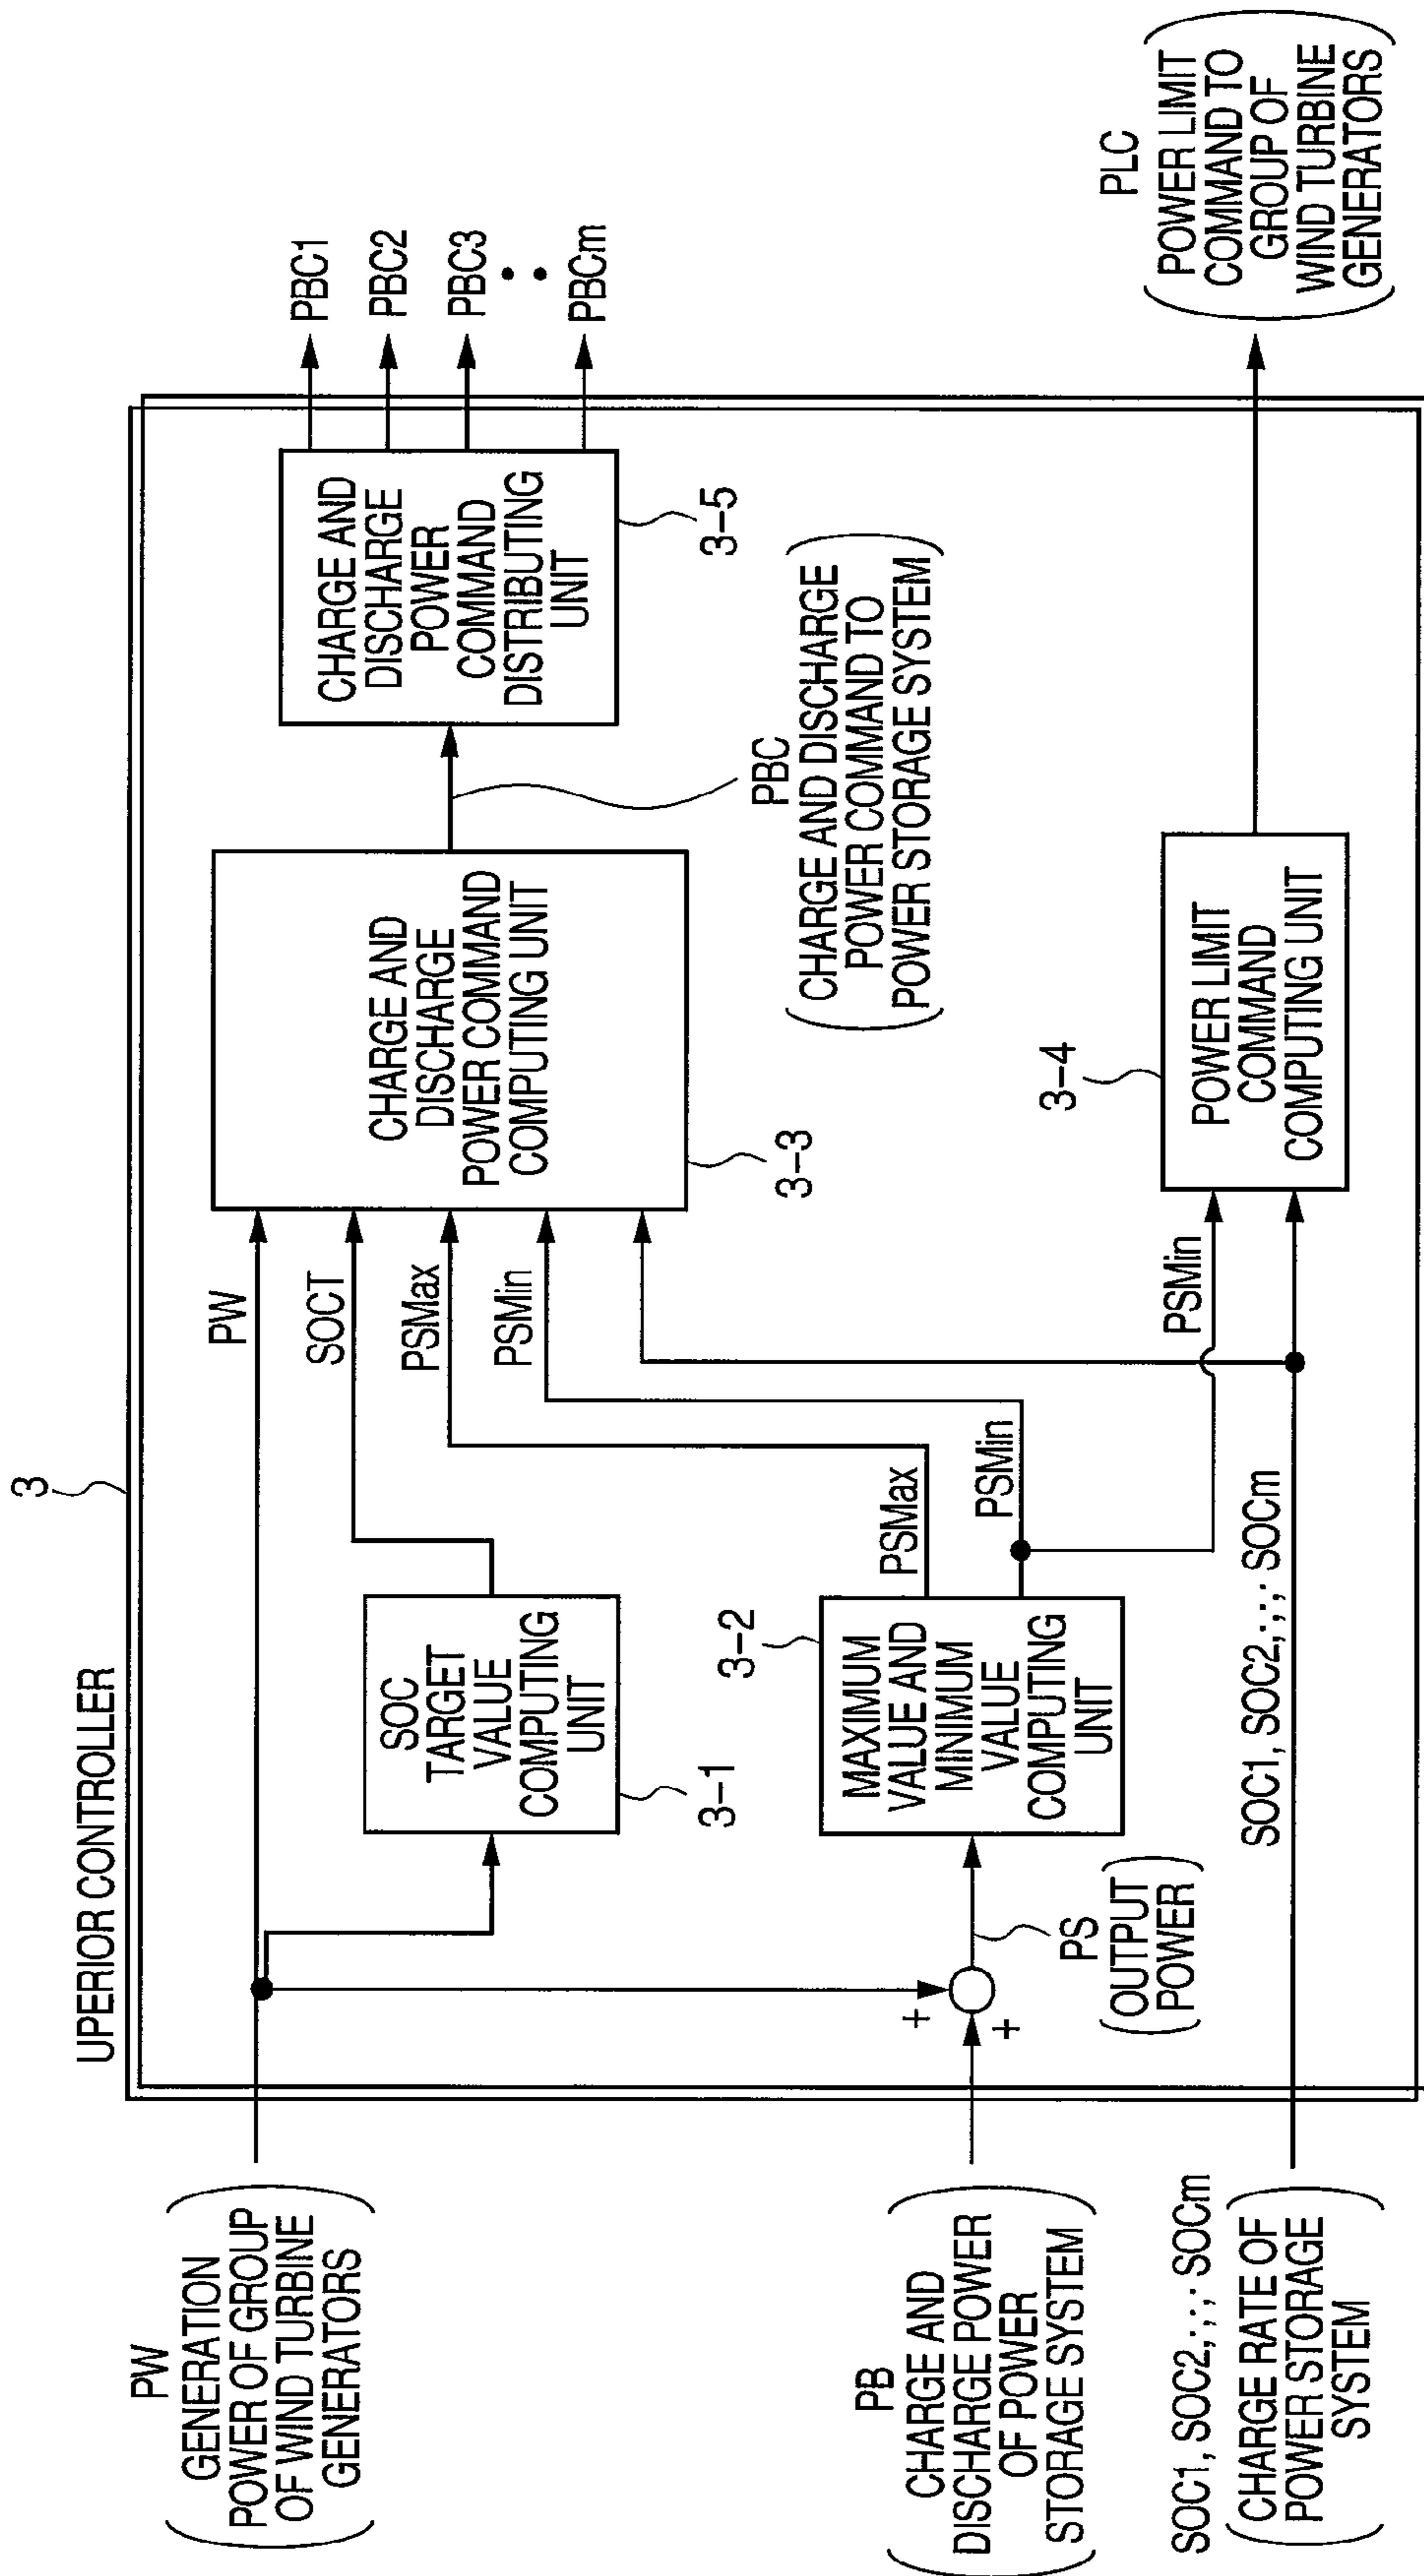 UPERIOR CONTROLLER
3
PW
GENERATION
POWER OF GROUP
OF WIND TURBINE
GENERATORS
PB
CHARGE AND
DISCHARGE POWER
OF POWER
STORAGE SYSTEM
SOC1, SOC2,·,·,· SOCm
CHARGE RATE OF
POWER STORAGE
SYSTEM
SOC
TARGET
VALUE
COMPUTING
UNIT
3-1
+
+
PS
OUTPUT
POWER
MAXIMUM
VALUE AND
MINIMUM
VALUE
COMPUTING
UNIT
3-2
PSMax
PSMin
SOC1, SOC2,·,·,· SOCm
PW
SOCT
PSMax
PSMin
PSMin
CHARGE AND
DISCHARGE
POWER COMMAND
COMPUTING UNIT
3-3
POWER LIMIT
COMMAND
COMPUTING UNIT
3-4
PBC
CHARGE AND DISCHARGE
POWER COMMAND TO
POWER STORAGE SYSTEM
CHARGE AND
DISCHARGE
POWER
COMMAND
DISTRIBUTING
UNIT
3-5
PBC1
PBC2
PBC3
PBCm
PLC
POWER LIMIT
COMMAND TO
GROUP OF
WIND TURBINE
GENERATORS